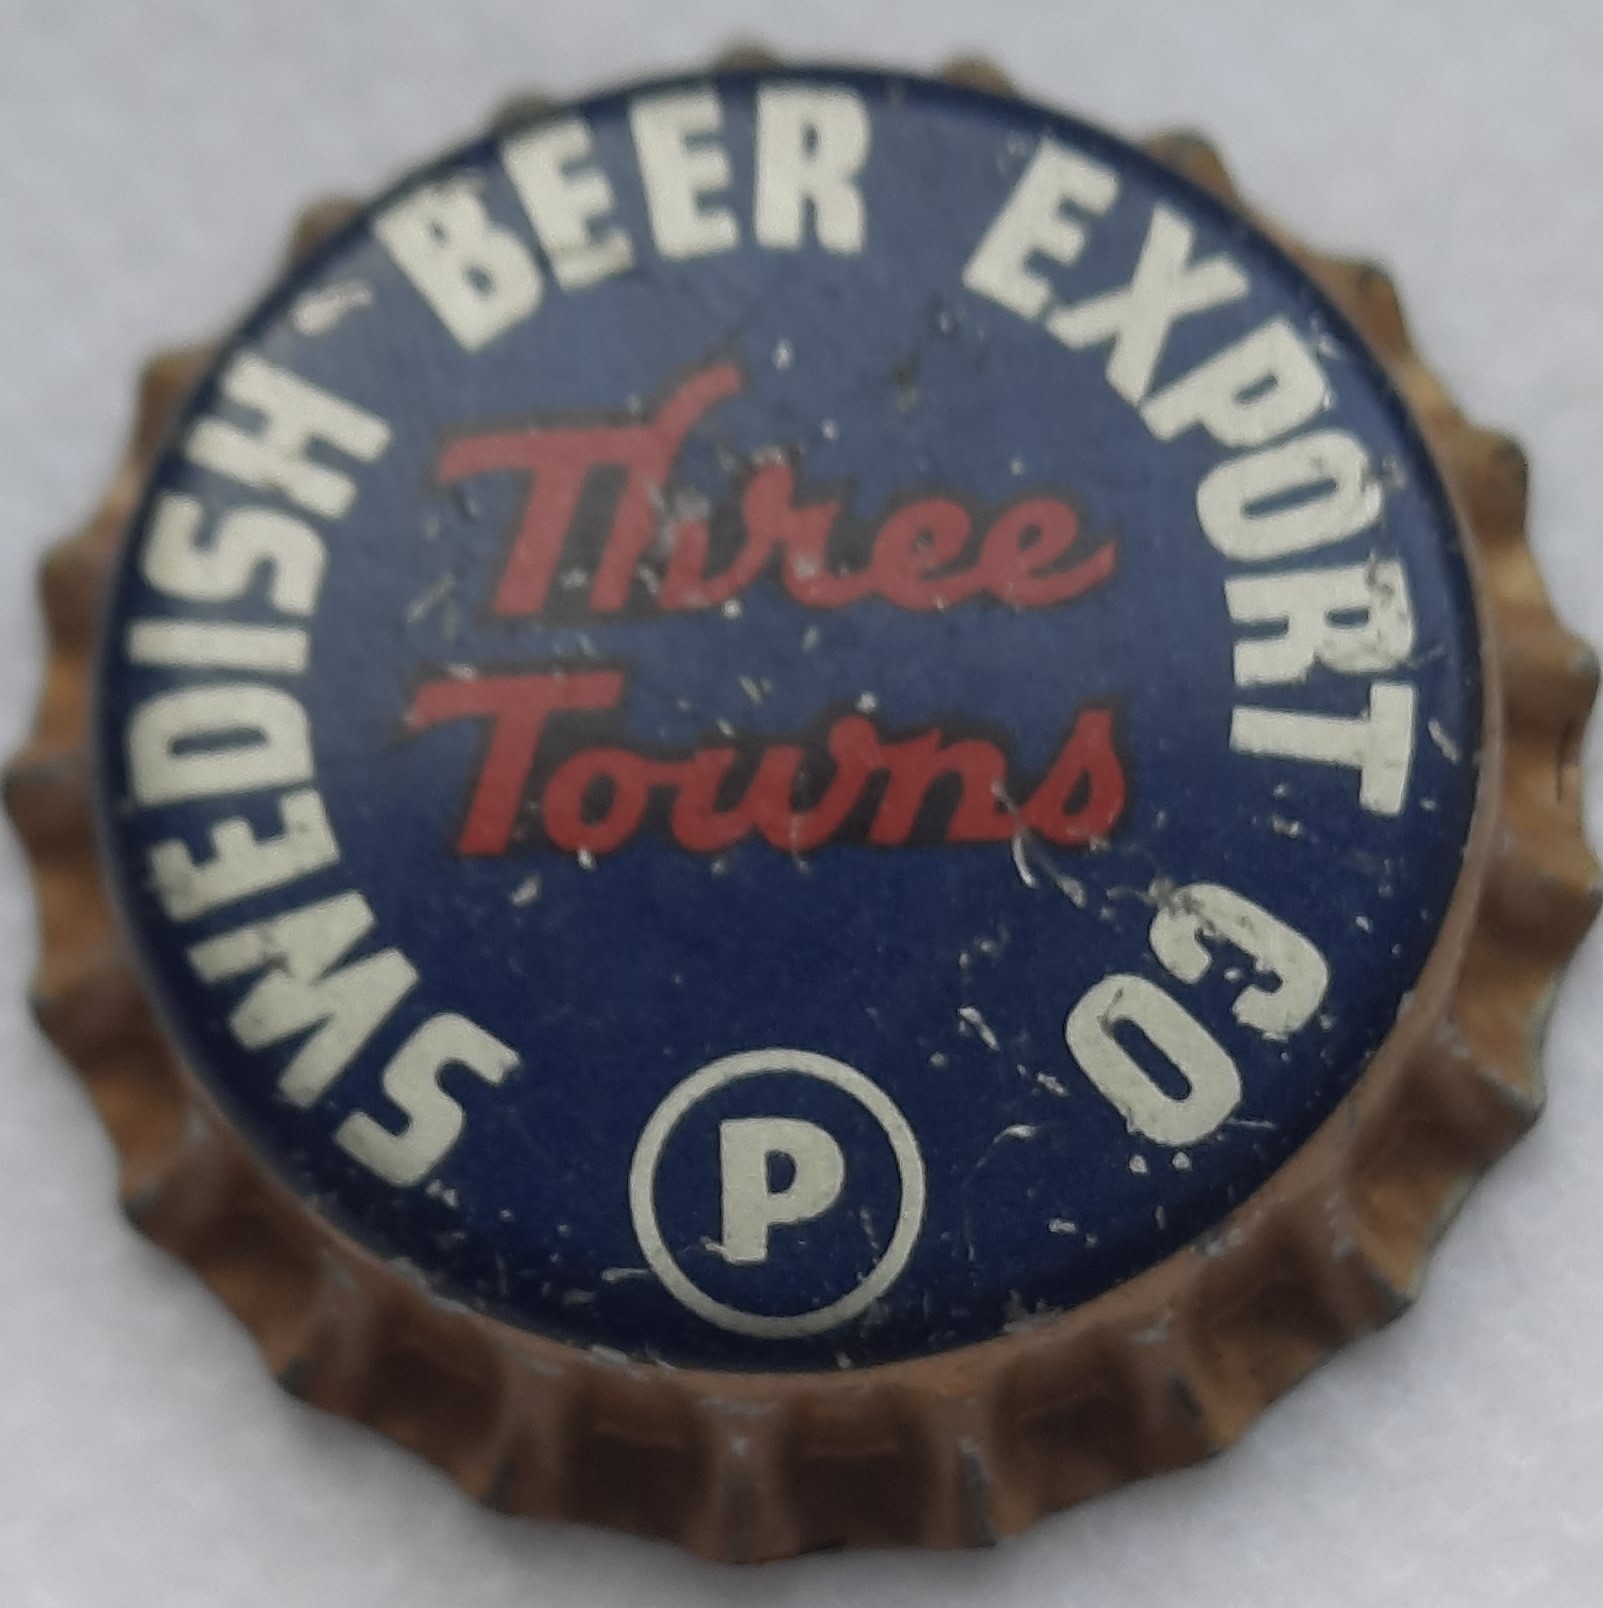 SWEDISH BEER EXPORT CO
Three
Towns
P